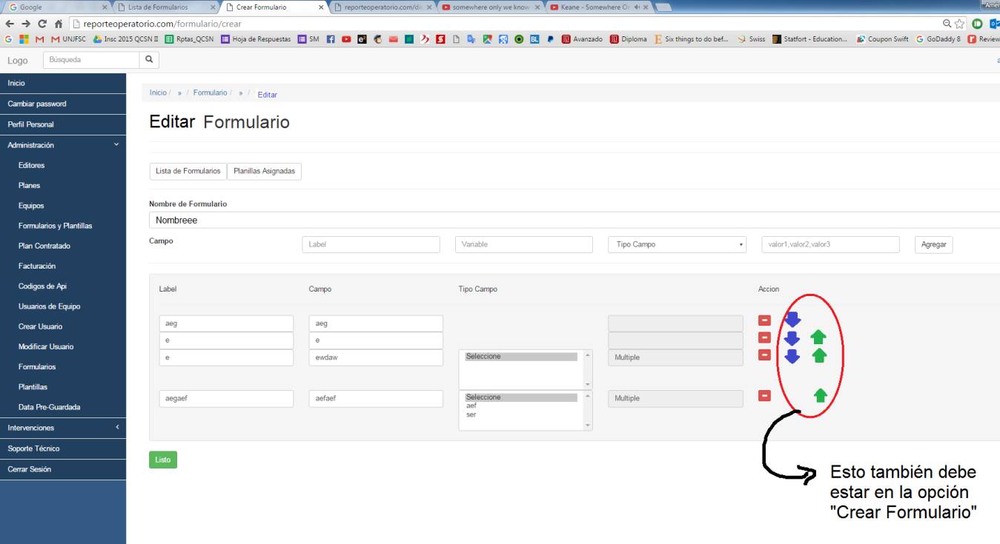 Google
Lista de Formularios
Crear Formulario
reporteoperatorio.com/di
somewhere only we know
Keane - Somewhere Or
reporteoperatorio.com/formulario/crear
UNJFSC
Insc 2015 QCSN II
Rptas_QCSN
Hoja de Respuestas
SM
BL
Avanzado
Diploma
Six things to do bef...
Swiss
Statfort - Education...
Coupon Swift
GoDaddy 8
Review
Logo
Búsqueda
Inicio
Cambiar password
Perfil Personal
Administración
Editores
Planes
Equipos
Formularios y Plantillas
Plan Contratado
Facturación
Codigos de Api
Usuarios de Equipo
Crear Usuario
Modificar Usuario
Formularios
Plantillas
Data Pre-Guardada
Intervenciones
Soporte Técnico
Cerrar Sesión
Inicio / » / Formulario / » / Editar
Editar Formulario
Lista de Formularios
Planillas Asignadas
Nombre de Formulario
Nombreee
Campo
Label
Variable
Tipo Campo
valor1,valor2,valor3
Agregar
Label
Campo
Tipo Campo
Accion
aeg
aeg
e
e
e
ewdaw
Seleccione
Multiple
aegaef
aefaef
Seleccione
aef
ser
Multiple
Listo
Esto también debe
estar en la opción
"Crear Formulario"